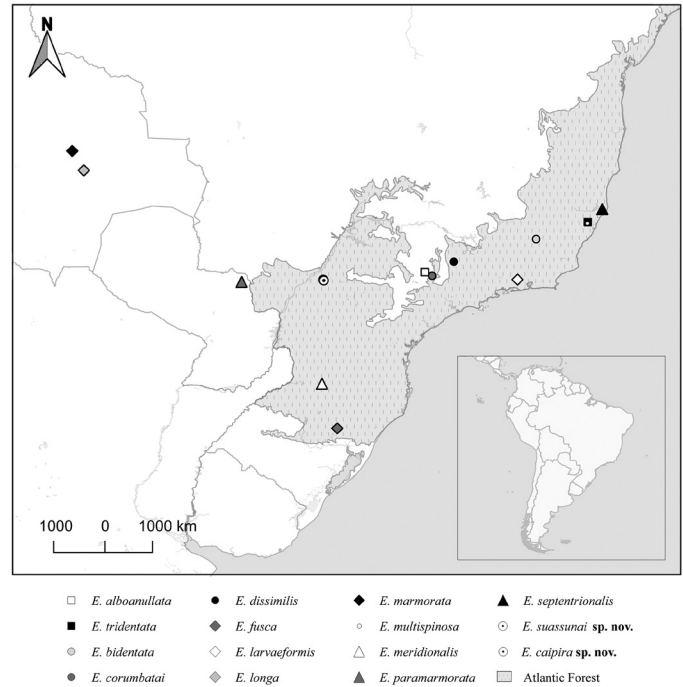 N
1000 0 1000 km
E. alboanullata E. dissimilis E. marmorata E. septentrionalis
E. tridentata E. fusca E. multispinosa E. suassunai sp. nov.
E. bidentata E. larvaeformis E. meridionalis E. caipira sp. nov.
E. corumbatai E. longa E. paramarmorata Atlantic Forest